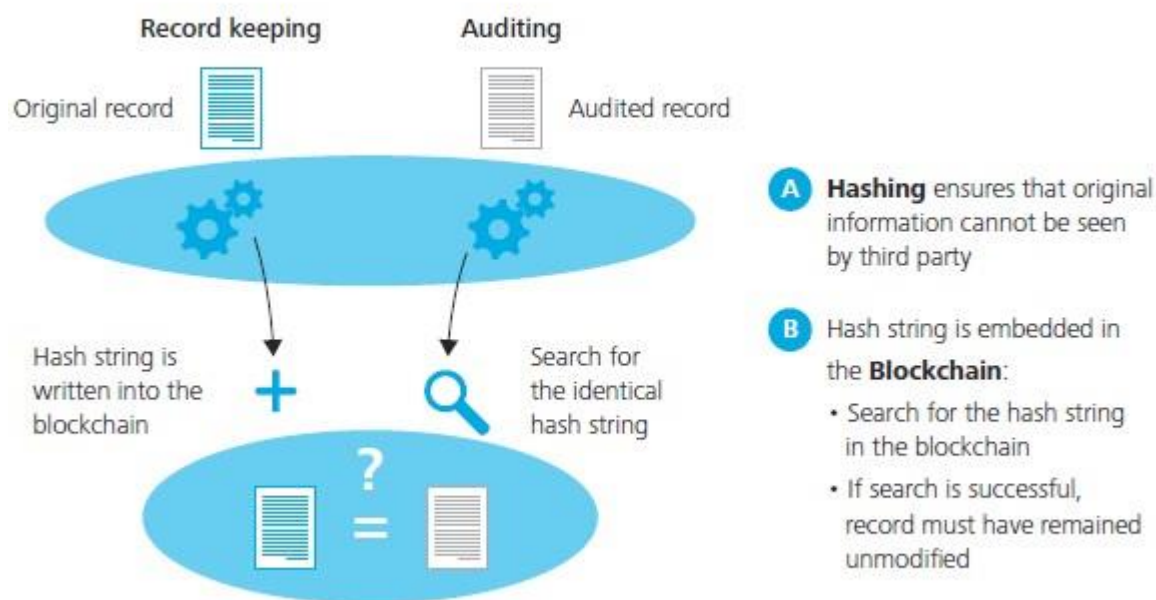 Record keeping
Auditing
Original record
Audited record
A
Hashing ensures that original
information cannot be seen
by third party
Hash string is
written into the
blockchain
+
Search for
the identical
hash string
B
Hash string is embedded in
the Blockchain:
• Search for the hash string
in the blockchain
• If search is successful,
record must have remained
unmodified
?
=